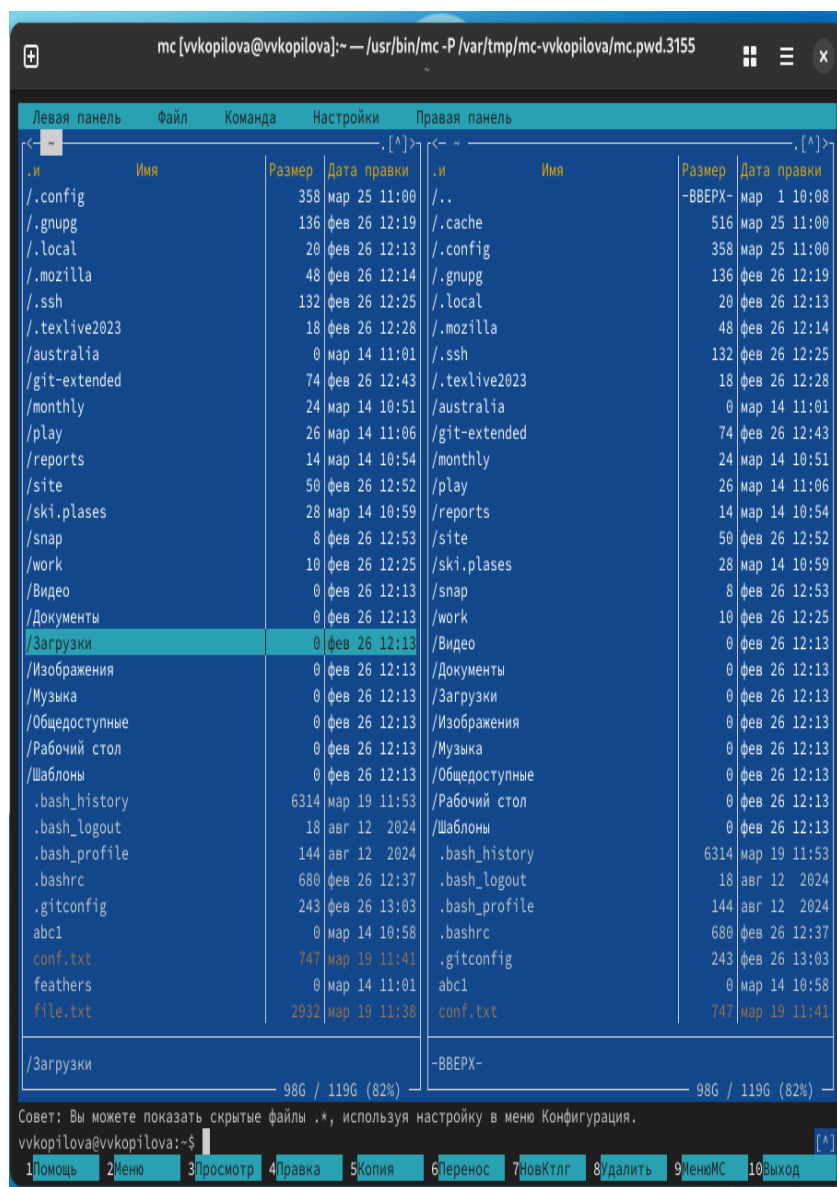 mc [vvkopilova@vvkopilova]:~ — /usr/bin/mc -P /var/tmp/mc-vvkopilova/mc.pwd.3155
~
Левая панель Файл Команда Настройки Правая панель
<— ~ .[^]> <— ~ .[^]>
.и Имя Размер Дата правки .и Имя Размер Дата правки
/.config 358 мар 25 11:00 /.. -ВВЕРХ- мар 1 10:08
/.gnupg 136 фев 26 12:19 /.cache 516 мар 25 11:00
/.local 20 фев 26 12:13 /.config 358 мар 25 11:00
/.mozilla 48 фев 26 12:14 /.gnupg 136 фев 26 12:19
/.ssh 132 фев 26 12:25 /.local 20 фев 26 12:13
/.texlive2023 18 фев 26 12:28 /.mozilla 48 фев 26 12:14
/australia 0 мар 14 11:01 /.ssh 132 фев 26 12:25
/git-extended 74 фев 26 12:43 /.texlive2023 18 фев 26 12:28
/monthly 24 мар 14 10:51 /australia 0 мар 14 11:01
/play 26 мар 14 11:06 /git-extended 74 фев 26 12:43
/reports 14 мар 14 10:54 /monthly 24 мар 14 10:51
/site 50 фев 26 12:52 /play 26 мар 14 11:06
/ski.plases 28 мар 14 10:59 /reports 14 мар 14 10:54
/snap 8 фев 26 12:53 /site 50 фев 26 12:52
/work 10 фев 26 12:25 /ski.plases 28 мар 14 10:59
/Видео 0 фев 26 12:13 /snap 8 фев 26 12:53
/Документы 0 фев 26 12:13 /work 10 фев 26 12:25
/Загрузки 0 фев 26 12:13 /Видео 0 фев 26 12:13
/Изображения 0 фев 26 12:13 /Документы 0 фев 26 12:13
/Музыка 0 фев 26 12:13 /Загрузки 0 фев 26 12:13
/Общедоступные 0 фев 26 12:13 /Изображения 0 фев 26 12:13
/Рабочий стол 0 фев 26 12:13 /Музыка 0 фев 26 12:13
/Шаблоны 0 фев 26 12:13 /Общедоступные 0 фев 26 12:13
.bash_history 6314 мар 19 11:53 /Рабочий стол 0 фев 26 12:13
.bash_logout 18 авг 12 2024 /Шаблоны 0 фев 26 12:13
.bash_profile 144 авг 12 2024 .bash_history 6314 мар 19 11:53
.bashrc 680 фев 26 12:37 .bash_logout 18 авг 12 2024
.gitconfig 243 фев 26 13:03 .bash_profile 144 авг 12 2024
abc1 0 мар 14 10:58 .bashrc 680 фев 26 12:37
conf.txt 747 мар 19 11:41 .gitconfig 243 фев 26 13:03
feathers 0 мар 14 11:01 abc1 0 мар 14 10:58
file.txt 2932 мар 19 11:38 conf.txt 747 мар 19 11:41
/Загрузки -ВВЕРХ-
98G / 119G (82%) 98G / 119G (82%)
Совет: Вы можете показать скрытые файлы .*, используя настройку в меню Конфигурация.
vvkopilova@vvkopilova:~$ [^]
1Помощь 2Меню 3Просмотр 4Правка 5Копия 6Перенос 7НовКтлг 8Удалить 9МенюМС 10Выход